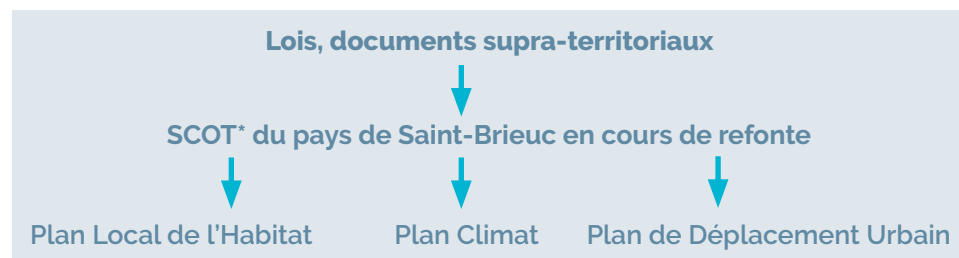 Lois, documents supra-territoriaux
SCOT* du pays de Saint-Brieuc en cours de refonte
Plan Local de l'Habitat
Plan Climat
Plan de Déplacement Urbain